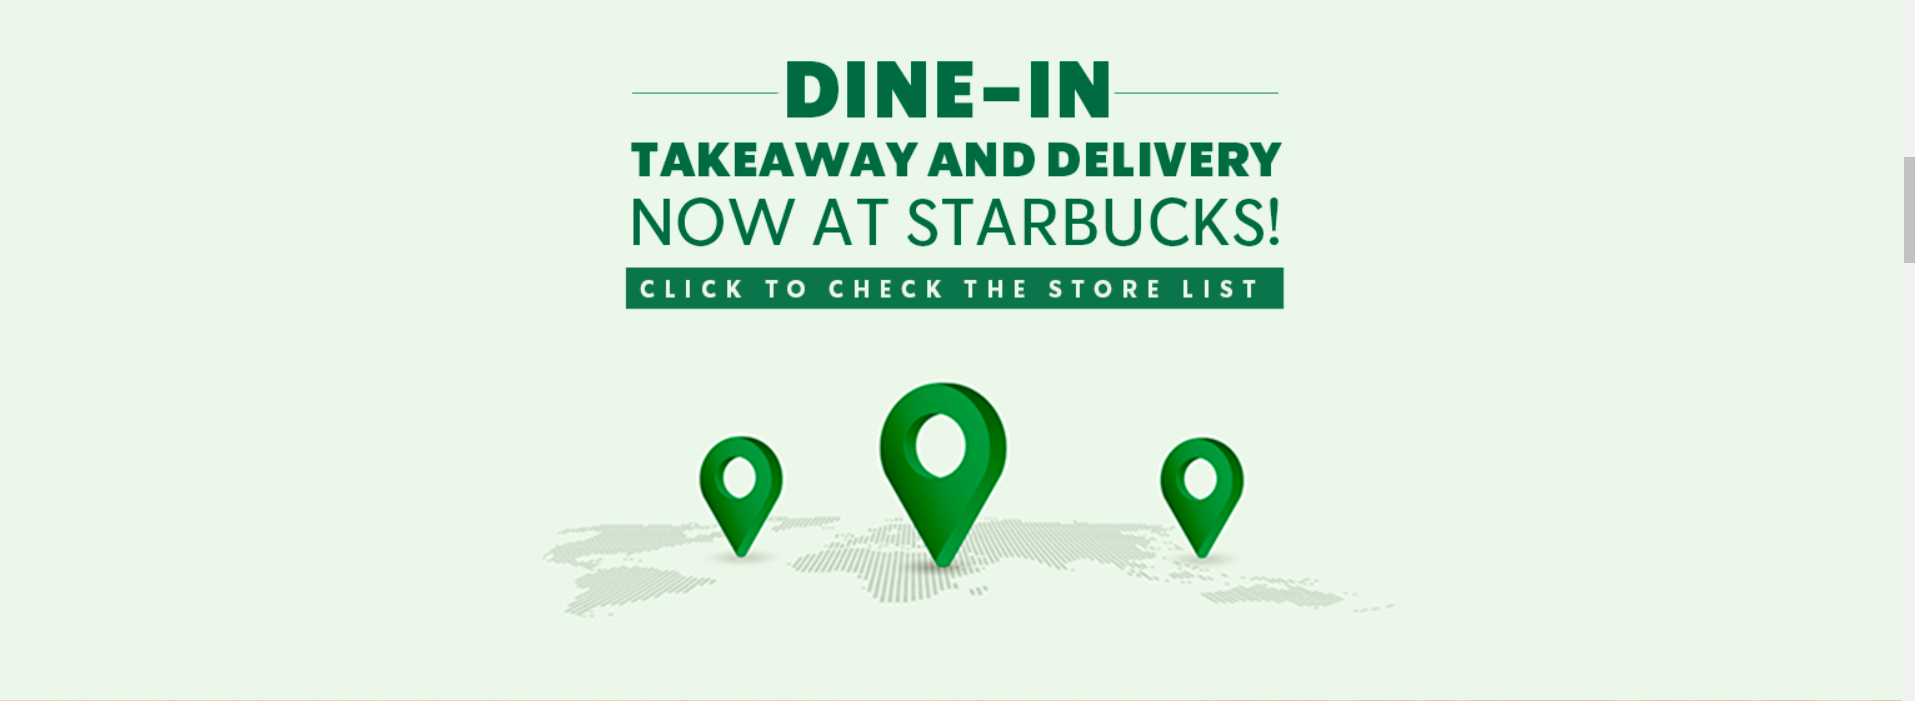 DINE-IN
TAKEAWAY AND DELIVERY
NOW AT STARBUCKS!
CLICK TO CHECK THE STORE LIST